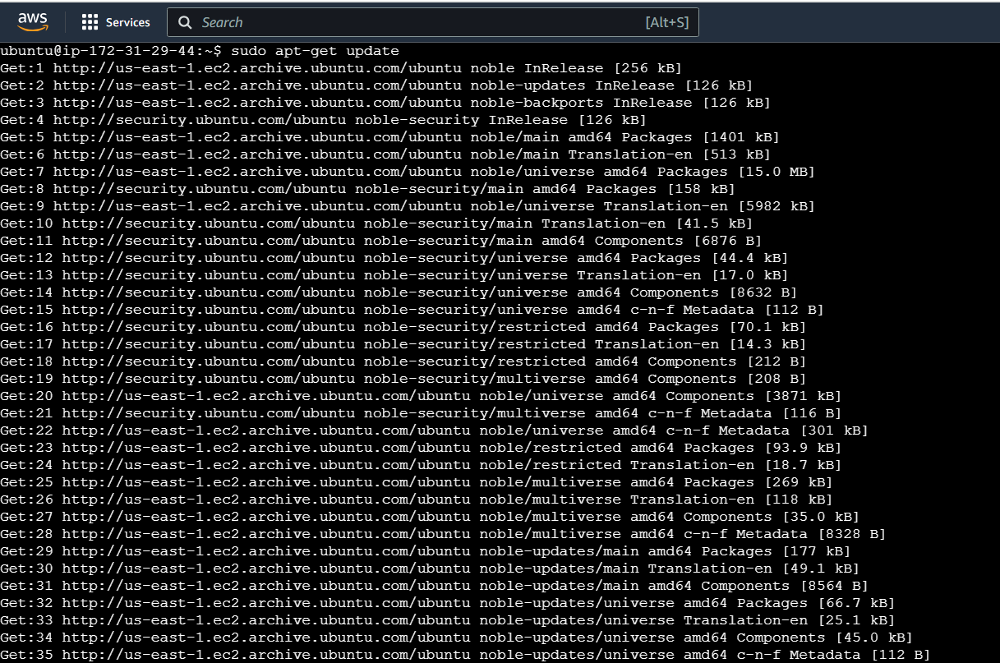 aws
Services
Search
[Alt+S]
ubuntu@ip-172-31-29-44:~$ sudo apt-get update
Get:1 http://us-east-1.ec2.archive.ubuntu.com/ubuntu noble InRelease [256 kB]
Get:2 http://us-east-1.ec2.archive.ubuntu.com/ubuntu noble-updates InRelease [126 kB]
Get:3 http://us-east-1.ec2.archive.ubuntu.com/ubuntu noble-backports InRelease [126 kB]
Get:4 http://security.ubuntu.com/ubuntu noble-security InRelease [126 kB]
Get:5 http://us-east-1.ec2.archive.ubuntu.com/ubuntu noble/main amd64 Packages [1401 kB]
Get:6 http://us-east-1.ec2.archive.ubuntu.com/ubuntu noble/main Translation-en [513 kB]
Get:7 http://us-east-1.ec2.archive.ubuntu.com/ubuntu noble/universe amd64 Packages [15.0 MB]
Get:8 http://security.ubuntu.com/ubuntu noble-security/main amd64 Packages [158 kB]
Get:9 http://us-east-1.ec2.archive.ubuntu.com/ubuntu noble/universe Translation-en [5982 kB]
Get:10 http://security.ubuntu.com/ubuntu noble-security/main Translation-en [41.5 kB]
Get:11 http://security.ubuntu.com/ubuntu noble-security/main amd64 Components [6876 B]
Get:12 http://security.ubuntu.com/ubuntu noble-security/universe amd64 Packages [44.4 kB]
Get:13 http://security.ubuntu.com/ubuntu noble-security/universe Translation-en [17.0 kB]
Get:14 http://security.ubuntu.com/ubuntu noble-security/universe amd64 Components [8632 B]
Get:15 http://security.ubuntu.com/ubuntu noble-security/universe amd64 c-n-f Metadata [112 B]
Get:16 http://security.ubuntu.com/ubuntu noble-security/restricted amd64 Packages [70.1 kB]
Get:17 http://security.ubuntu.com/ubuntu noble-security/restricted Translation-en [14.3 kB]
Get:18 http://security.ubuntu.com/ubuntu noble-security/restricted amd64 Components [212 B]
Get:19 http://security.ubuntu.com/ubuntu noble-security/multiverse amd64 Components [208 B]
Get:20 http://us-east-1.ec2.archive.ubuntu.com/ubuntu noble/universe amd64 Components [3871 kB]
Get:21 http://security.ubuntu.com/ubuntu noble-security/multiverse amd64 c-n-f Metadata [116 B]
Get:22 http://us-east-1.ec2.archive.ubuntu.com/ubuntu noble/universe amd64 c-n-f Metadata [301 kB]
Get:23 http://us-east-1.ec2.archive.ubuntu.com/ubuntu noble/restricted amd64 Packages [93.9 kB]
Get:24 http://us-east-1.ec2.archive.ubuntu.com/ubuntu noble/restricted Translation-en [18.7 kB]
Get:25 http://us-east-1.ec2.archive.ubuntu.com/ubuntu noble/multiverse amd64 Packages [269 kB]
Get:26 http://us-east-1.ec2.archive.ubuntu.com/ubuntu noble/multiverse Translation-en [118 kB]
Get:27 http://us-east-1.ec2.archive.ubuntu.com/ubuntu noble/multiverse amd64 Components [35.0 kB]
Get:28 http://us-east-1.ec2.archive.ubuntu.com/ubuntu noble/multiverse amd64 c-n-f Metadata [8328 B]
Get:29 http://us-east-1.ec2.archive.ubuntu.com/ubuntu noble-updates/main amd64 Packages [177 kB]
Get:30 http://us-east-1.ec2.archive.ubuntu.com/ubuntu noble-updates/main Translation-en [49.1 kB]
Get:31 http://us-east-1.ec2.archive.ubuntu.com/ubuntu noble-updates/main amd64 Components [8564 B]
Get:32 http://us-east-1.ec2.archive.ubuntu.com/ubuntu noble-updates/universe amd64 Packages [66.7 kB]
Get:33 http://us-east-1.ec2.archive.ubuntu.com/ubuntu noble-updates/universe Translation-en [25.1 kB]
Get:34 http://us-east-1.ec2.archive.ubuntu.com/ubuntu noble-updates/universe amd64 Components [45.0 kB]
Get:35 http://us-east-1.ec2.archive.ubuntu.com/ubuntu noble-updates/universe amd64 c-n-f Metadata [112 B]